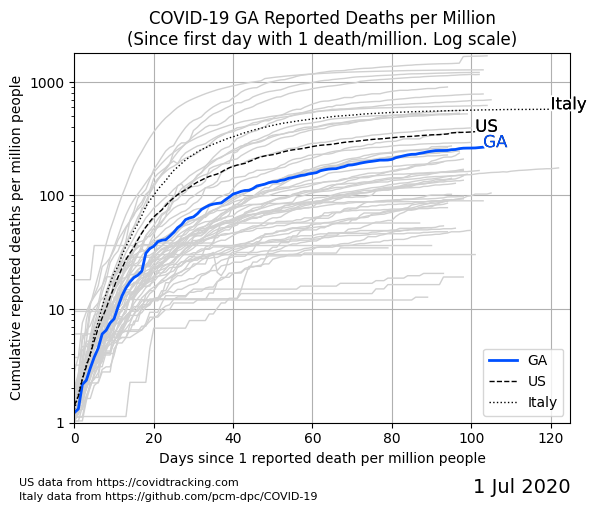 COVID-19 GA Reported Deaths per Million
(Since first day with 1 death/million. Log scale)
Cumulative reported deaths per million people
1000
100
10
1
Italy
US
GA
GA
US
Italy
0 20 40 60 80 100 120
Days since 1 reported death per million people
US data from https://covidtracking.com
Italy data from https://github.com/pcm-dpc/COVID-19
1 Jul 2020